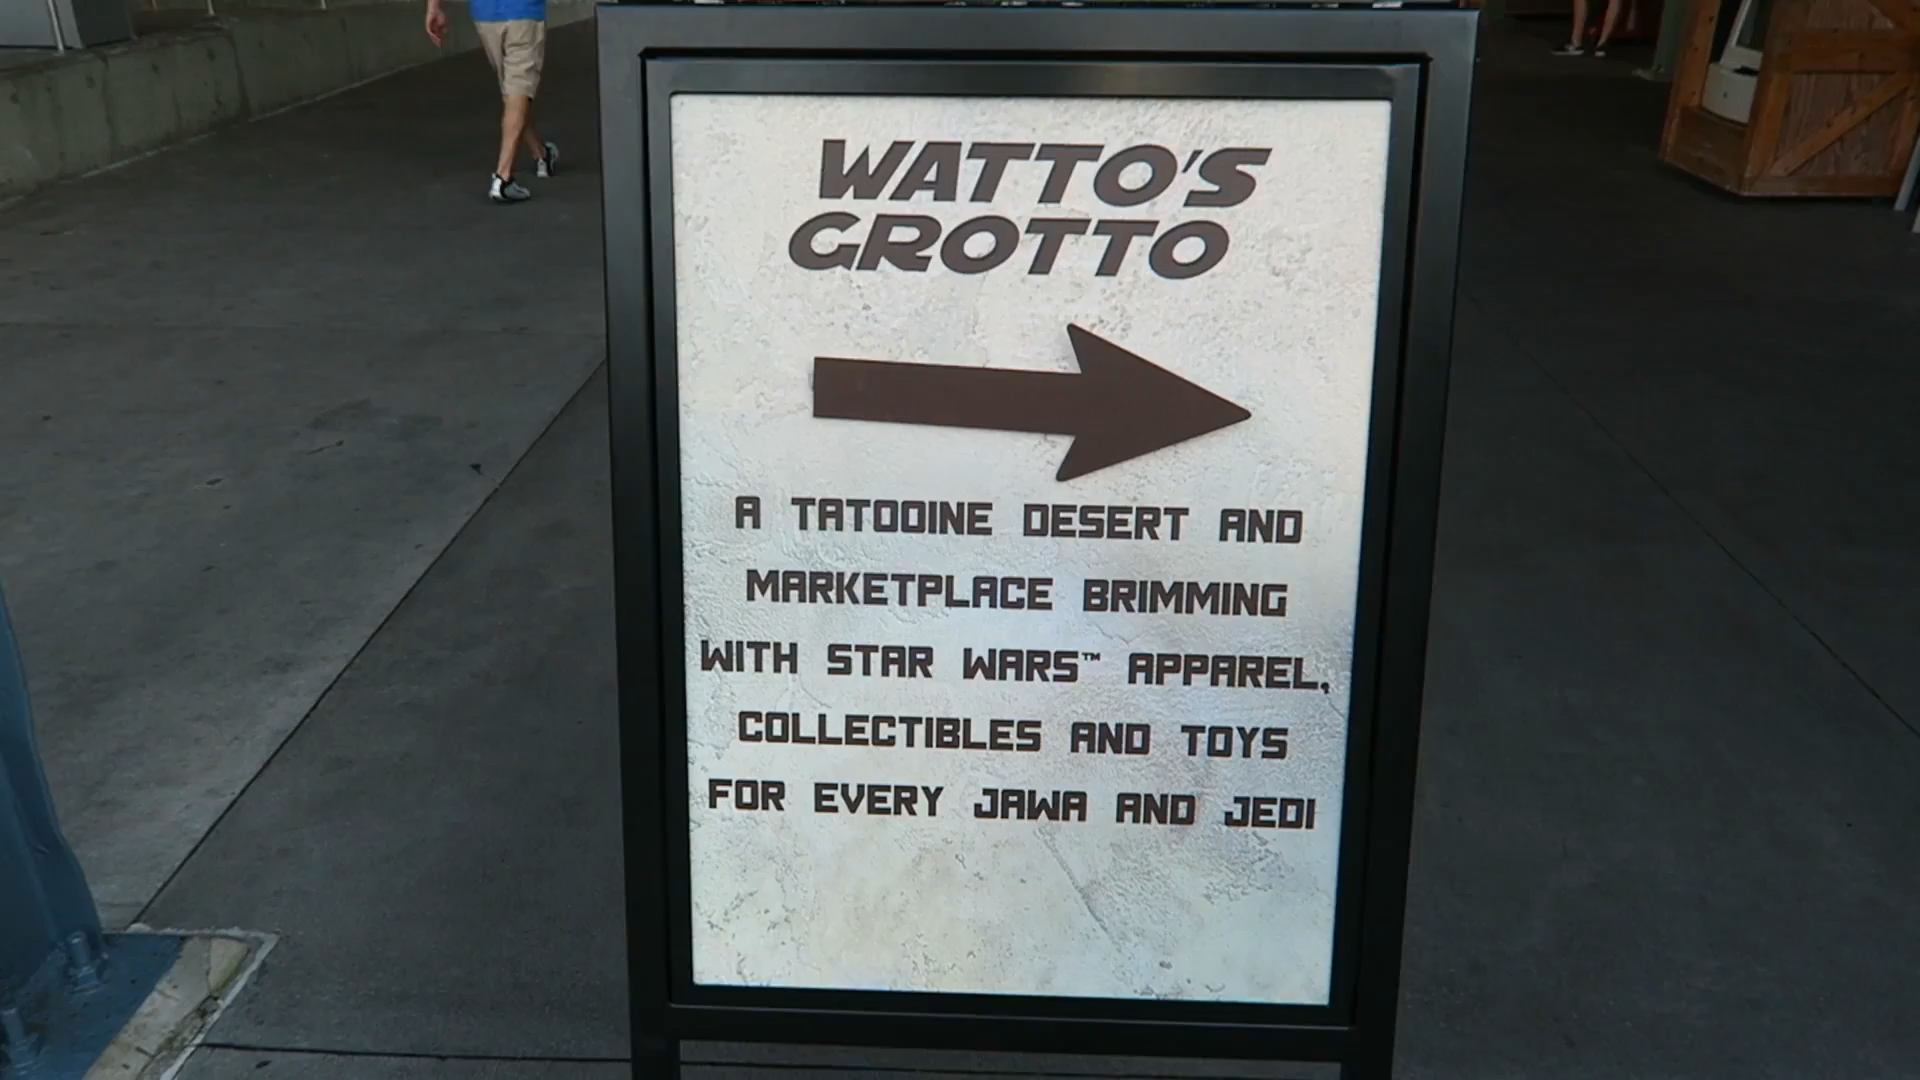 WATTO'S
GROTTO
A TATOOINE DESERT AND
MARKETPLACE BRIMMING
WITH STAR WARS™ APPAREL,
COLLECTIBLES AND TOYS
FOR EVERY JAWA AND JEDI